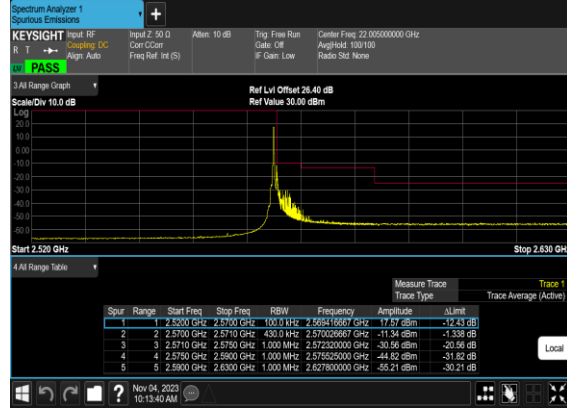 Spectrum Analyzer 1
Spurious Emissions
KEYSIGHT Input: RF Input Z: 50 Ω Atten: 10 dB Trig: Free Run Center Freq: 22.005000000 GHz
R T Coupling: DC Corr CCorr Gate: Off Avg|Hold: 100/100
Align: Auto Freq Ref: Int (S) IF Gain: Low Radio Std: None
LW PASS
3 All Range Graph
Ref Lvl Offset 26.40 dB
Scale/Div 10.0 dB Ref Value 30.00 dBm
Log
20.0
10.0
0.00
-10.0
-20.0
-30.0
-40.0
-50.0
-60.0
Start 2.520 GHz Stop 2.630 GHz
4 All Range Table
Measure Trace Trace 1
Trace Type Trace Average (Active)
Spur Range Start Freq Stop Freq RBW Frequency Amplitude ΔLimit
1 1 2.5200 GHz 2.5700 GHz 100.0 kHz 2.569416667 GHz 17.57 dBm -12.43 dB
2 2 2.5700 GHz 2.5710 GHz 430.0 kHz 2.570026667 GHz -11.34 dBm -1.338 dB
3 3 2.5710 GHz 2.5750 GHz 1.000 MHz 2.572320000 GHz -30.56 dBm -20.56 dB
4 4 2.5750 GHz 2.5900 GHz 1.000 MHz 2.575525000 GHz -44.82 dBm -31.82 dB
5 5 2.5900 GHz 2.6300 GHz 1.000 MHz 2.627800000 GHz -55.21 dBm -30.21 dB
Local
Nov 04, 2023
10:13:40 AM